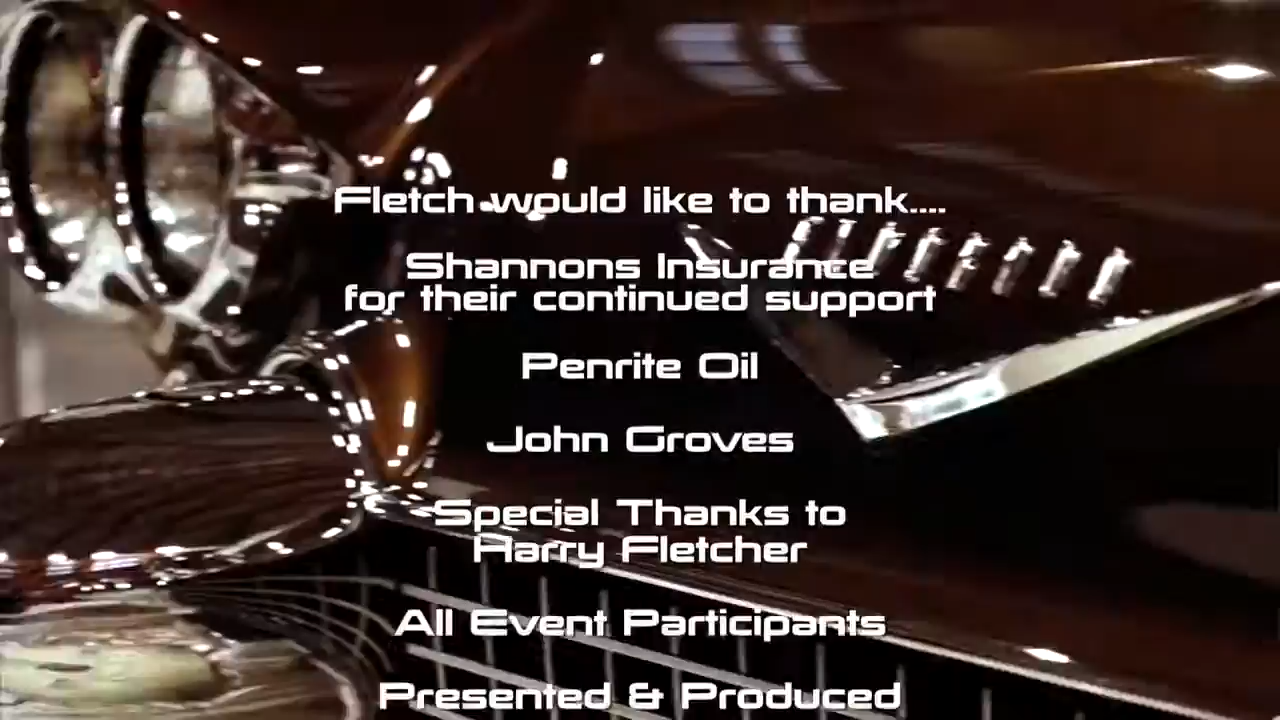 Fletch would like to thank....
Shannons Insurance
for their continued support
Penrite Oil
John Groves
Special Thanks to
Harry Fletcher
All Event Participants
Presented & Produced